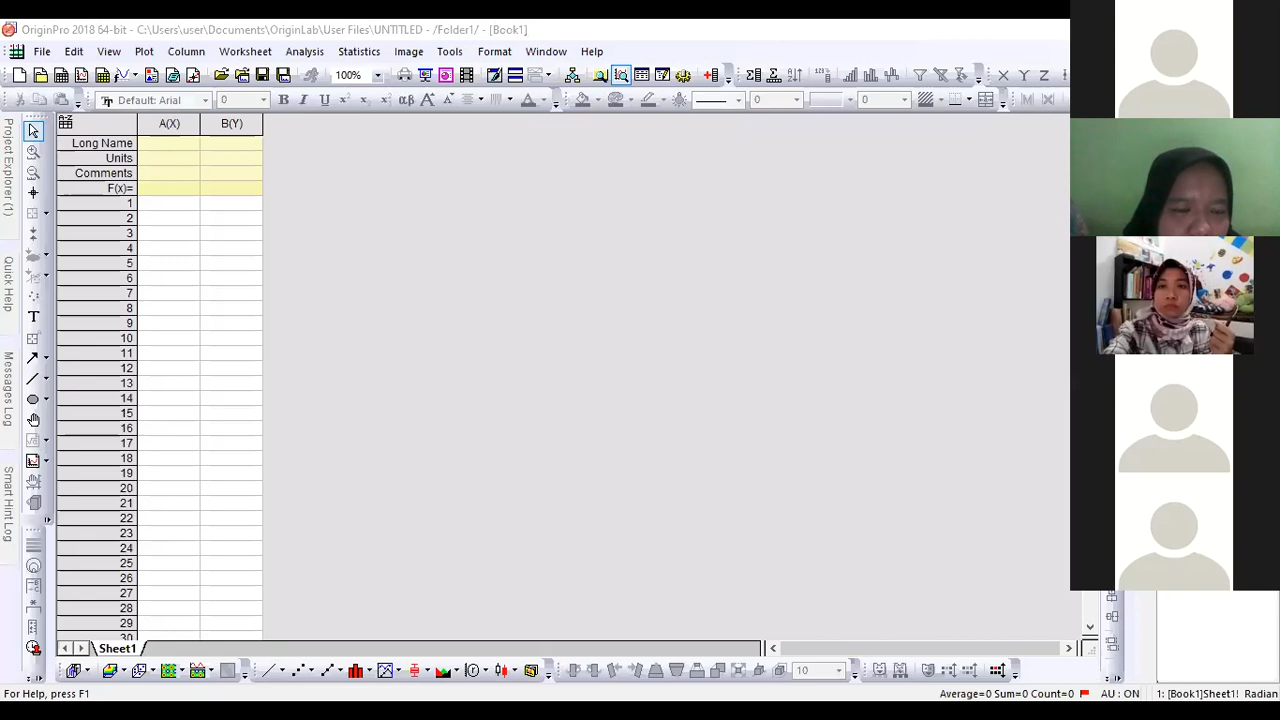 OriginPro 2018 64-bit - C:\Users\user\Documents\OriginLab\User Files\UNTITLED - /Folder1/ - [Book1]
File Edit View Plot Column Worksheet Analysis Statistics Image Tools Format Window Help
100%
Default: Arial 0 B I U αβ A A A 0 0
A(X) B(Y)
Long Name
Units
Comments
F(x)=
1
2
3
4
5
6
7
8
9
10
11
12
13
14
15
16
17
18
19
20
21
22
23
24
25
26
27
28
29
30
Project Explorer (1)
Quick Help
Messages Log
Smart Hint Log
T
Sheet1
10
For Help, press F1
Average=0 Sum=0 Count=0 AU : ON 1: [Book1]Sheet1! Radian